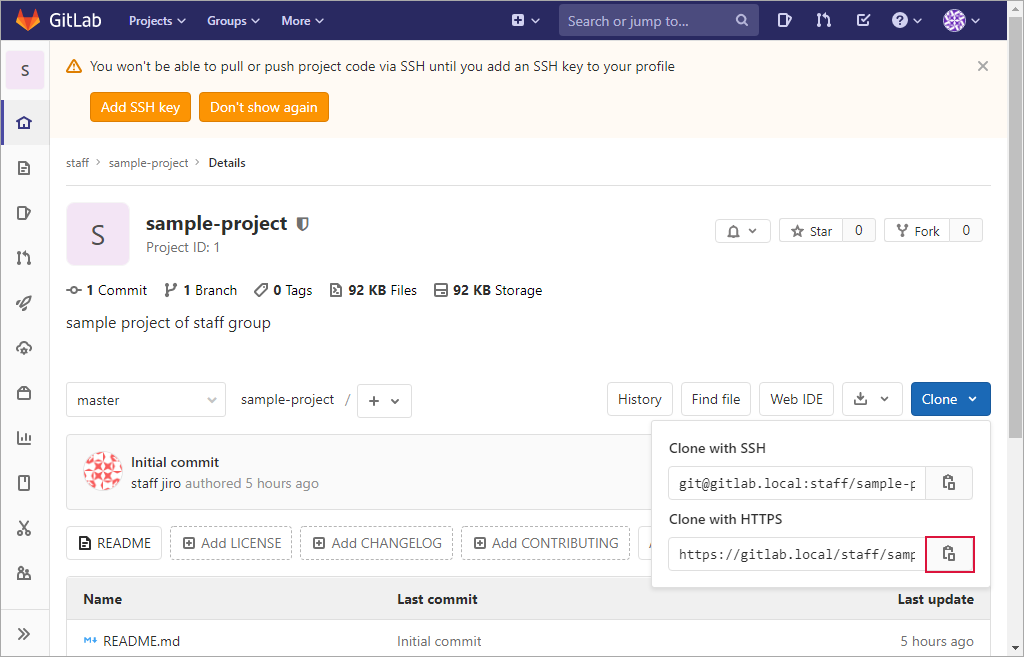 GitLab Projects Groups More Search or jump to...
S
You won't be able to pull or push project code via SSH until you add an SSH key to your profile
Add SSH key Don't show again
staff > sample-project > Details
S
sample-project
Project ID: 1
Star 0 Fork 0
1 Commit 1 Branch 0 Tags 92 KB Files 92 KB Storage
sample project of staff group
master sample-project / + History Find file Web IDE Clone
Initial commit
staff jiro authored 5 hours ago
Clone with SSH
git@gitlab.local:staff/sample-p
Clone with HTTPS
https://gitlab.local/staff/samp
README Add LICENSE Add CHANGELOG Add CONTRIBUTING
Name Last commit Last update
README.md Initial commit 5 hours ago